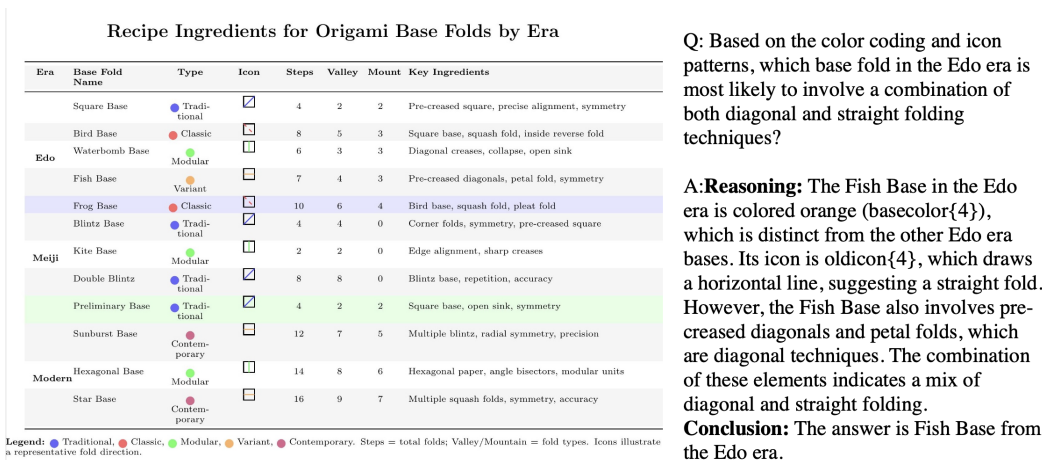 Recipe Ingredients for Origami Base Folds by Era
Era Base Fold Name Type Icon Steps Valley Mount Key Ingredients
Edo
Square Base Tradi-tional 4 2 2 Pre-creased square, precise alignment, symmetry
Bird Base Classic 8 5 3 Square base, squash fold, inside reverse fold
Waterbomb Base Modular 6 3 3 Diagonal creases, collapse, open sink
Fish Base Variant 7 4 3 Pre-creased diagonals, petal fold, symmetry
Frog Base Classic 10 6 4 Bird base, squash fold, pleat fold
Meiji
Blintz Base Tradi-tional 4 4 0 Corner folds, symmetry, pre-creased square
Kite Base Modular 2 2 0 Edge alignment, sharp creases
Double Blintz Tradi-tional 8 8 0 Blintz base, repetition, accuracy
Preliminary Base Tradi-tional 4 2 2 Square base, open sink, symmetry
Sunburst Base Contem-porary 12 7 5 Multiple blintz, radial symmetry, precision
Modern
Hexagonal Base Modular 14 8 6 Hexagonal paper, angle bisectors, modular units
Star Base Contem-porary 16 9 7 Multiple squash folds, symmetry, accuracy
Legend: Traditional, Classic, Modular, Variant, Contemporary. Steps = total folds; Valley/Mountain = fold types. Icons illustrate
a representative fold direction.
Q: Based on the color coding and icon
patterns, which base fold in the Edo era is
most likely to involve a combination of
both diagonal and straight folding
techniques?
A:Reasoning: The Fish Base in the Edo
era is colored orange (basecolor{4}),
which is distinct from the other Edo era
bases. Its icon is oldicon{4}, which draws
a horizontal line, suggesting a straight fold.
However, the Fish Base also involves pre-
creased diagonals and petal folds, which
are diagonal techniques. The combination
of these elements indicates a mix of
diagonal and straight folding.
Conclusion: The answer is Fish Base from
the Edo era.